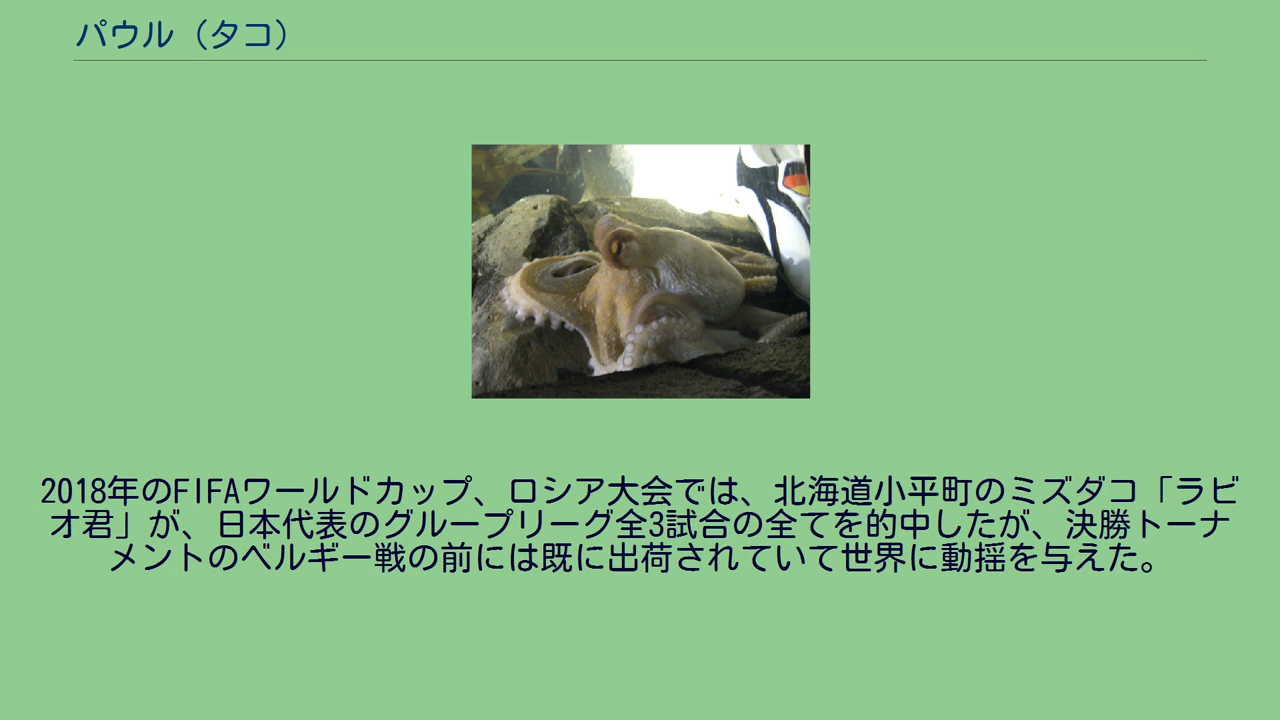 パウル（タコ）
2018年のFIFAワールドカップ、ロシア大会では、北海道小平町のミズダコ「ラビ
オ君」が、日本代表のグループリーグ全3試合の全てを的中したが、決勝トーナ
メントのベルギー戦の前には既に出荷されていて世界に動揺を与えた。